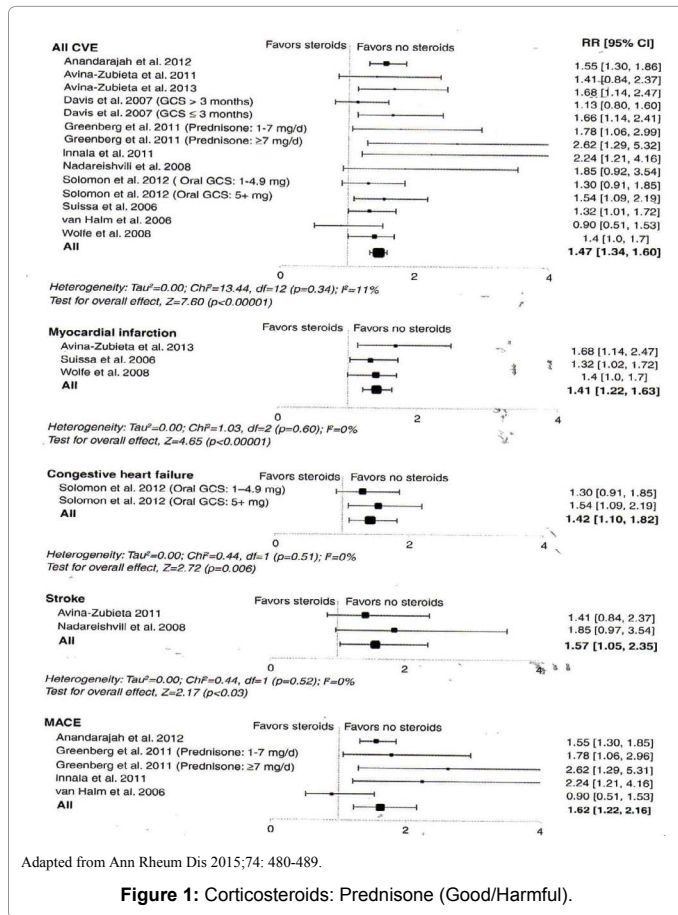 All CVE Favors steroids Favors no steroids RR [95% CI]
Anandarajah et al. 2012 1.55 [1.30, 1.86]
Avina-Zubieta et al. 2011 1.41 [0.84, 2.37]
Avina-Zubieta et al. 2013 1.68 [1.14, 2.47]
Davis et al. 2007 (GCS > 3 months) 1.13 [0.80, 1.60]
Davis et al. 2007 (GCS ≤ 3 months) 1.66 [1.14, 2.41]
Greenberg et al. 2011 (Prednisone: 1-7 mg/d) 1.78 [1.06, 2.99]
Greenberg et al. 2011 (Prednisone: ≥7 mg/d) 2.62 [1.29, 5.32]
Innala et al. 2011 2.24 [1.21, 4.16]
Nadareishvili et al. 2008 1.85 [0.92, 3.54]
Solomon et al. 2012 ( Oral GCS: 1-4.9 mg) 1.30 [0.91, 1.85]
Solomon et al. 2012 (Oral GCS: 5+ mg) 1.54 [1.09, 2.19]
Suissa et al. 2006 1.32 [1.01, 1.72]
van Halm et al. 2006 0.90 [0.51, 1.53]
Wolfe et al. 2008 1.4 [1.0, 1.7]
All 1.47 [1.34, 1.60]
0 2 4
Heterogeneity: Tau²=0.00; Chi²=13.44, df=12 (p=0.34); I²=11%
Test for overall effect, Z=7.60 (p<0.00001)
Myocardial infarction Favors steroids Favors no steroids
Avina-Zubieta et al. 2013 1.68 [1.14, 2.47]
Suissa et al. 2006 1.32 [1.02, 1.72]
Wolfe et al. 2008 1.4 [1.0, 1.7]
All 1.41 [1.22, 1.63]
0 2 4
Heterogeneity: Tau²=0.00; Chi²=1.03, df=2 (p=0.60); I²=0%
Test for overall effect, Z=4.65 (p<0.00001)
Congestive heart failure Favors steroids Favors no steroids
Solomon et al. 2012 (Oral GCS: 1–4.9 mg) 1.30 [0.91, 1.85]
Solomon et al. 2012 (Oral GCS: 5+ mg) 1.54 [1.09, 2.19]
All 1.42 [1.10, 1.82]
0 2 4
Heterogeneity: Tau²=0.00; Chi²=0.44, df=1 (p=0.51); I²=0%
Test for overall effect, Z=2.72 (p=0.006)
Stroke Favors steroids Favors no steroids
Avina-Zubieta 2011 1.41 [0.84, 2.37]
Nadareishvill et al. 2008 1.85 [0.97, 3.54]
All 1.57 [1.05, 2.35]
0 2 4
Heterogeneity: Tau²=0.00; Chi²=0.44, df=1 (p=0.52); I²=0%
Test for overall effect, Z=2.17 (p<0.03)
MACE Favors steroids Favors no steroids
Anandarajah et al. 2012 1.55 [1.30, 1.85]
Greenberg et al. 2011 (Prednisone: 1-7 mg/d) 1.78 [1.06, 2.96]
Greenberg et al. 2011 (Prednisone: ≥7 mg/d) 2.62 [1.29, 5.31]
Innala et al. 2011 2.24 [1.21, 4.16]
van Halm et al. 2006 0.90 [0.51, 1.53]
All 1.62 [1.22, 2.16]
0 2 4
Adapted from Ann Rheum Dis 2015;74: 480-489.
Figure 1: Corticosteroids: Prednisone (Good/Harmful).